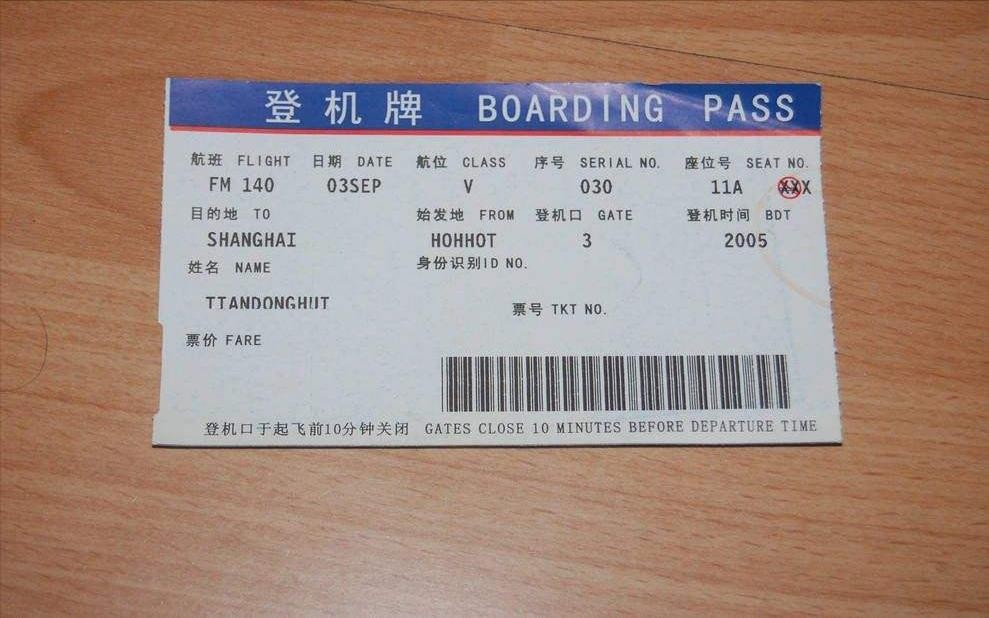 登机牌 BOARDING PASS
航班 FLIGHT 日期 DATE 航位 CLASS 序号 SERIAL NO. 座位号 SEAT NO.
FM 140 03SEP V 030 11A XXX
目的地 TO 始发地 FROM 登机口 GATE 登机时间 BDT
SHANGHAI HOHHOT 3 2005
姓名 NAME 身份识别ID NO.
TIANDONGHUI 票号 TKT NO.
票价 FARE
登机口于起飞前10分钟关闭 GATES CLOSE 10 MINUTES BEFORE DEPARTURE TIME